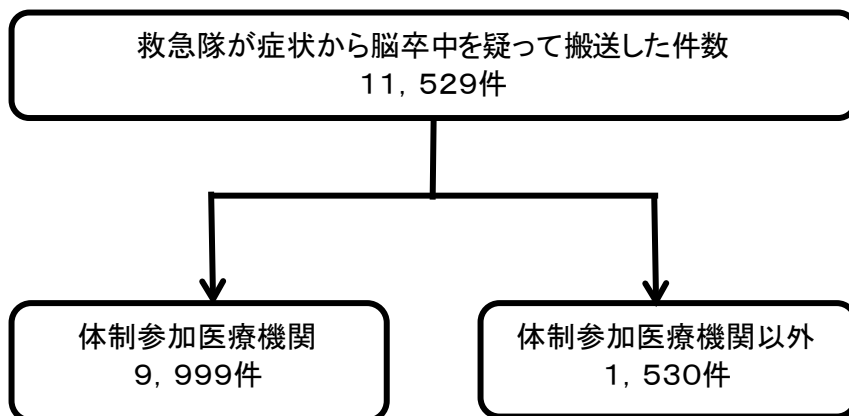 救急隊が症状から脳卒中を疑って搬送した件数
11，529件
体制参加医療機関
9，999件
体制参加医療機関以外
1，530件